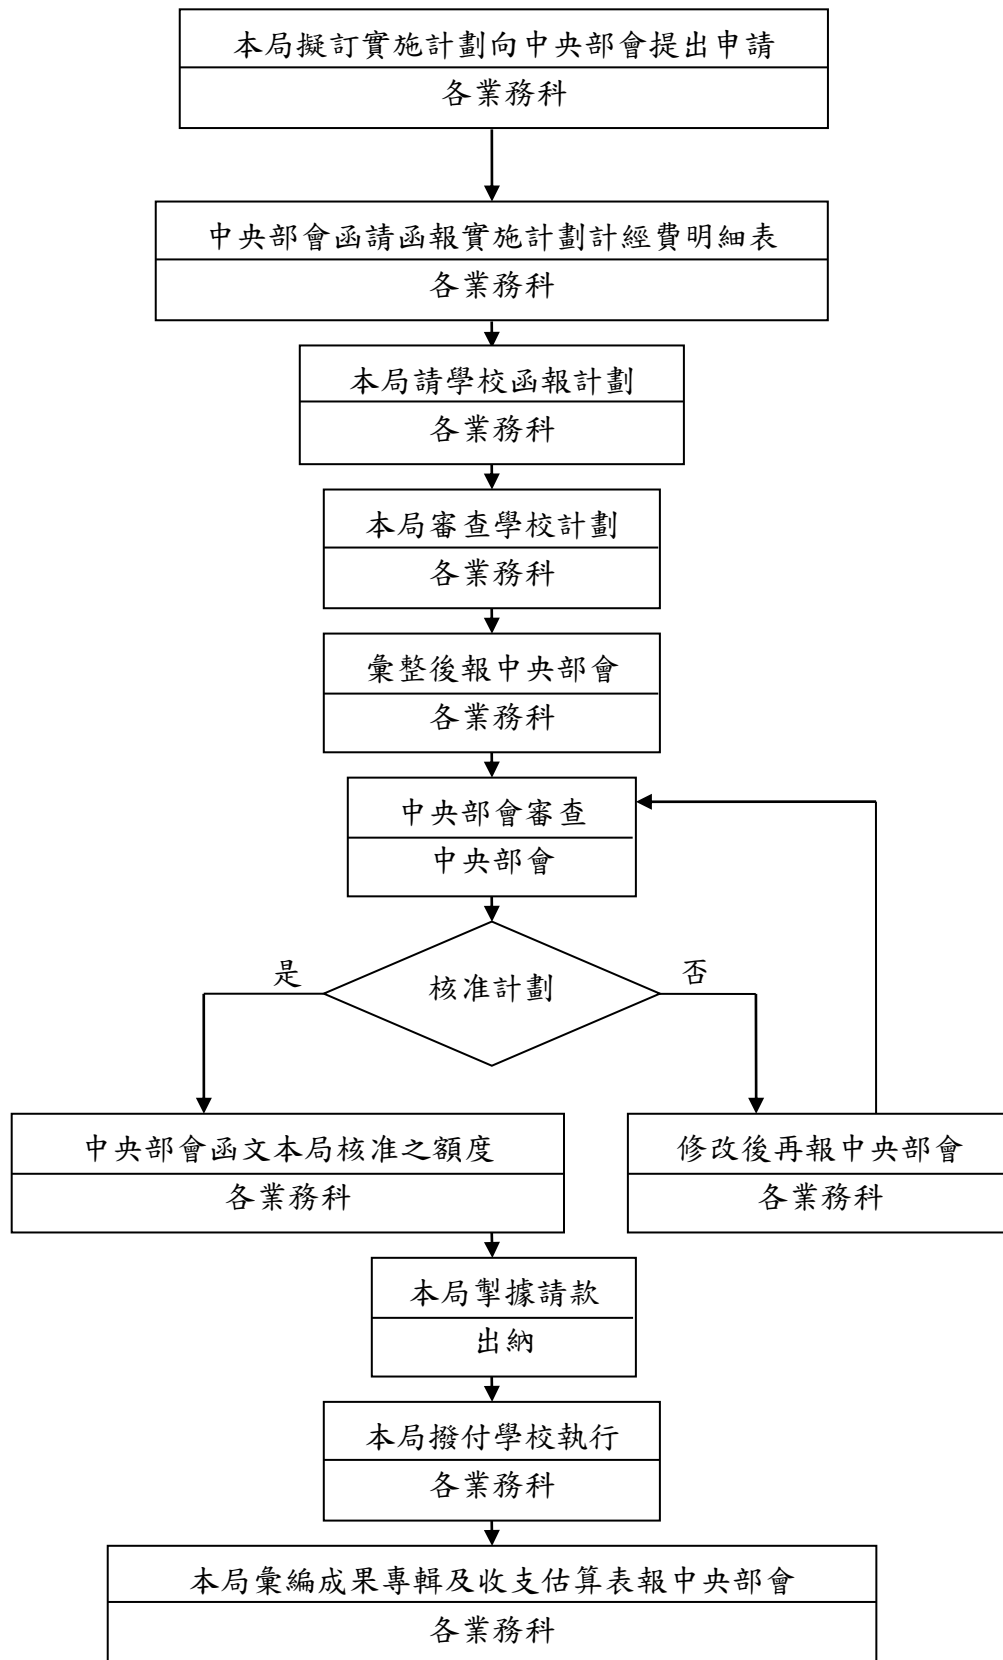 本局擬訂實施計劃向中央部會提出申請
各業務科
中央部會函請函報實施計劃計經費明細表
各業務科
本局請學校函報計劃
各業務科
本局審查學校計劃
各業務科
彙整後報中央部會
各業務科
中央部會審查
中央部會
是
核准計劃
否
中央部會函文本局核准之額度
各業務科
修改後再報中央部會
各業務科
本局掣據請款
出納
本局撥付學校執行
各業務科
本局彙編成果專輯及收支估算表報中央部會
各業務科